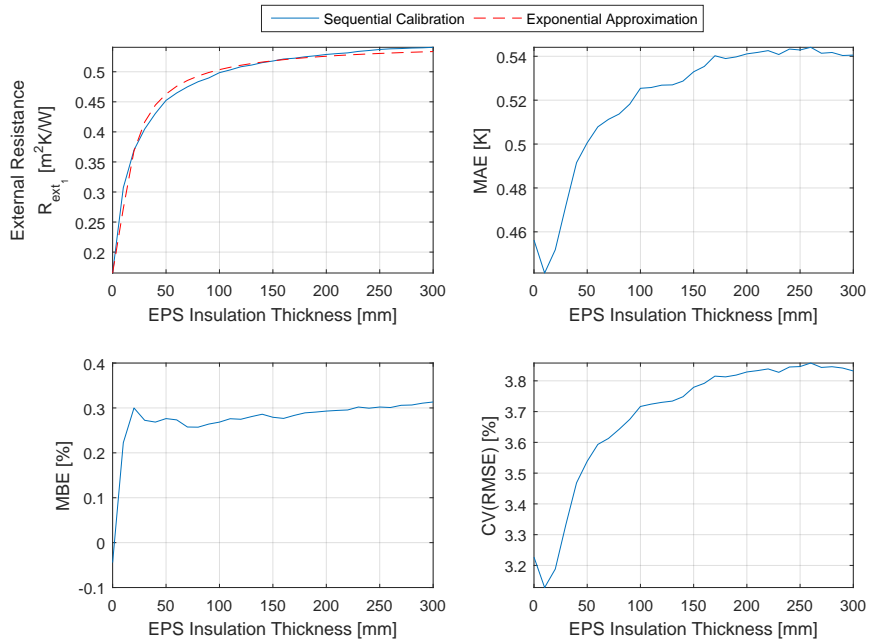 Sequential Calibration Exponential Approximation
External Resistance
R_ext_1 [m²K/W]
0.5
0.45
0.4
0.35
0.3
0.25
0.2
0 50 100 150 200 250 300
EPS Insulation Thickness [mm]
MAE [K]
0.54
0.52
0.5
0.48
0.46
0 50 100 150 200 250 300
EPS Insulation Thickness [mm]
MBE [%]
0.4
0.3
0.2
0.1
0
-0.1
0 50 100 150 200 250 300
EPS Insulation Thickness [mm]
CV(RMSE) [%]
3.8
3.7
3.6
3.5
3.4
3.3
3.2
0 50 100 150 200 250 300
EPS Insulation Thickness [mm]